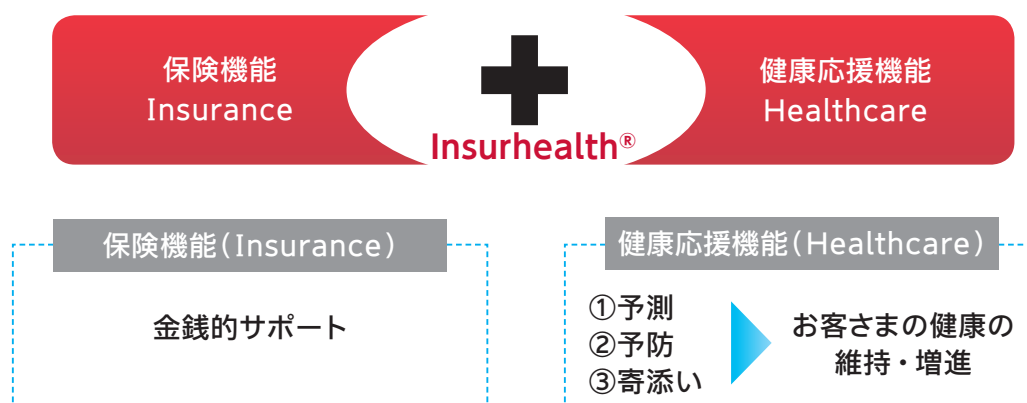 保険機能
Insurance
Insurhealth®
健康応援機能
Healthcare
保険機能(Insurance)
金銭的サポート
健康応援機能(Healthcare)
①予測
②予防
③寄添い
お客さまの健康の
維持・増進